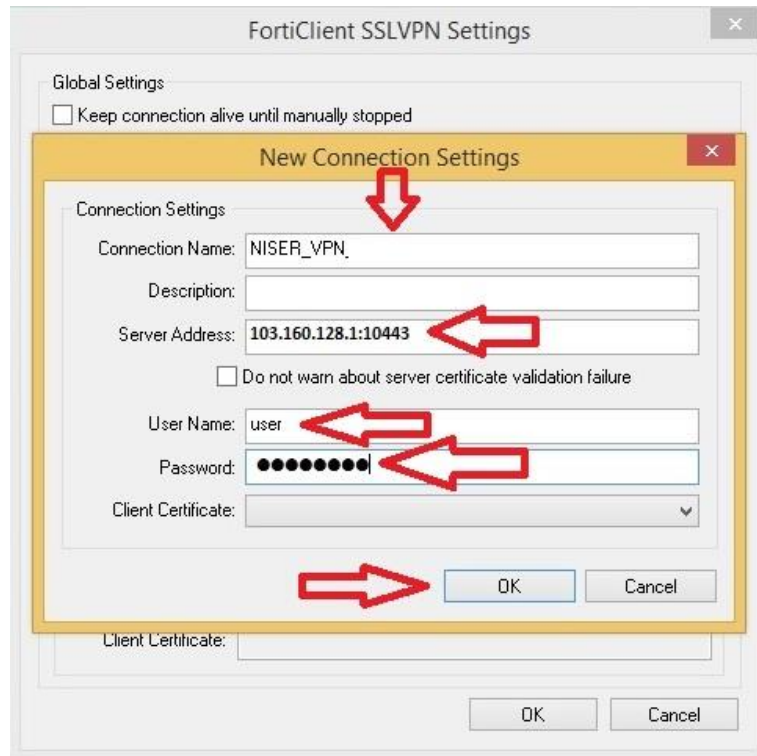 FortiClient SSLVPN Settings
Global Settings
Keep connection alive until manually stopped
New Connection Settings
Connection Settings
Connection Name: NISER_VPN
Description:
Server Address: 103.160.128.1:10443
Do not warn about server certificate validation failure
User Name: user
Password: ●●●●●●●●
Client Certificate:
OK Cancel
Client Certificate:
OK Cancel